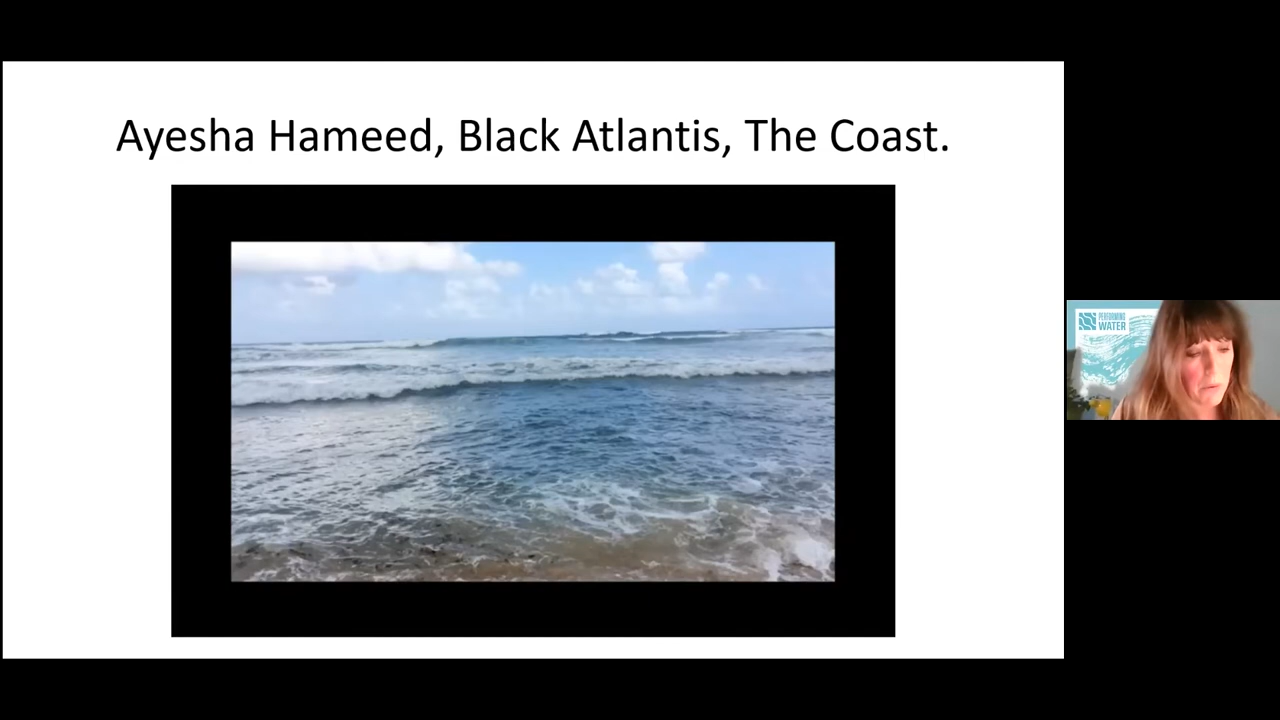 Ayesha Hameed, Black Atlantis, The Coast.
PERFORMING
WATER